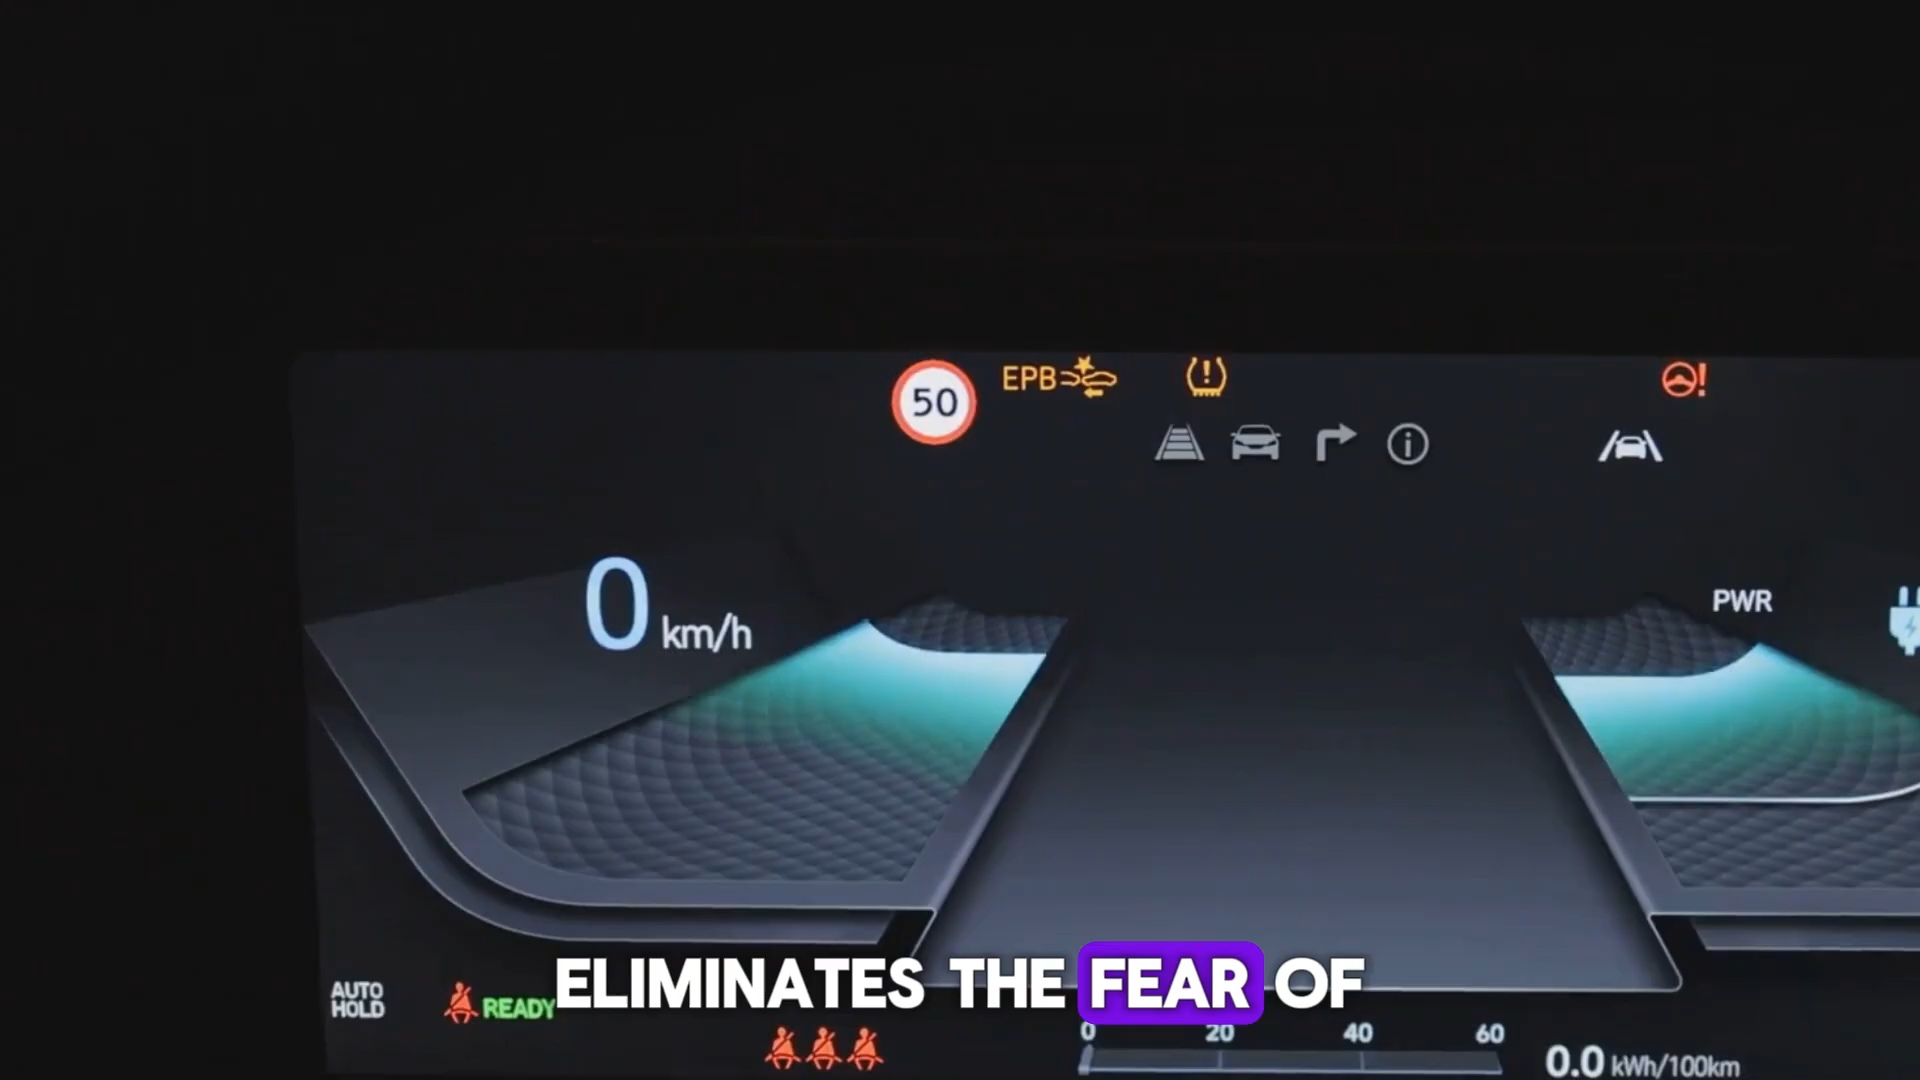 50
EPB
0 km/h
PWR
AUTO
HOLD
READY
ELIMINATES THE FEAR OF
0 20 40 60
0.0 kWh/100km